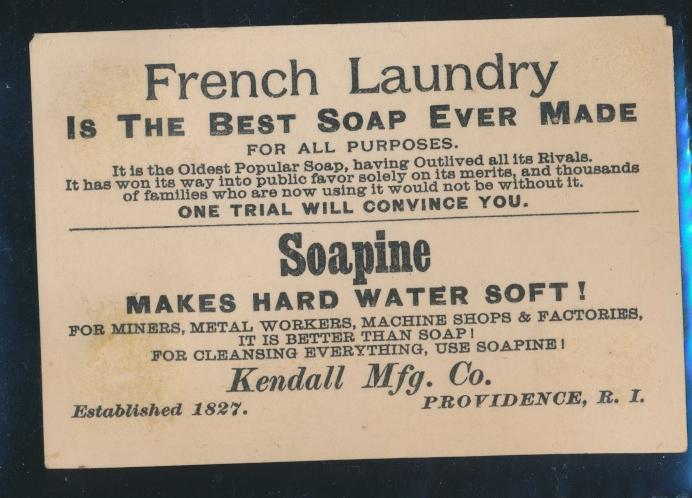 French Laundry
IS THE BEST SOAP EVER MADE
FOR ALL PURPOSES.
It is the Oldest Popular Soap, having Outlived all its Rivals.
It has won its way into public favor solely on its merits, and thousands
of families who are now using it would not be without it.
ONE TRIAL WILL CONVINCE YOU.
Soapine
MAKES HARD WATER SOFT!
FOR MINERS, METAL WORKERS, MACHINE SHOPS & FACTORIES,
IT IS BETTER THAN SOAP!
FOR CLEANSING EVERYTHING, USE SOAPINE!
Kendall Mfg. Co.
Established 1827. PROVIDENCE, R. I.